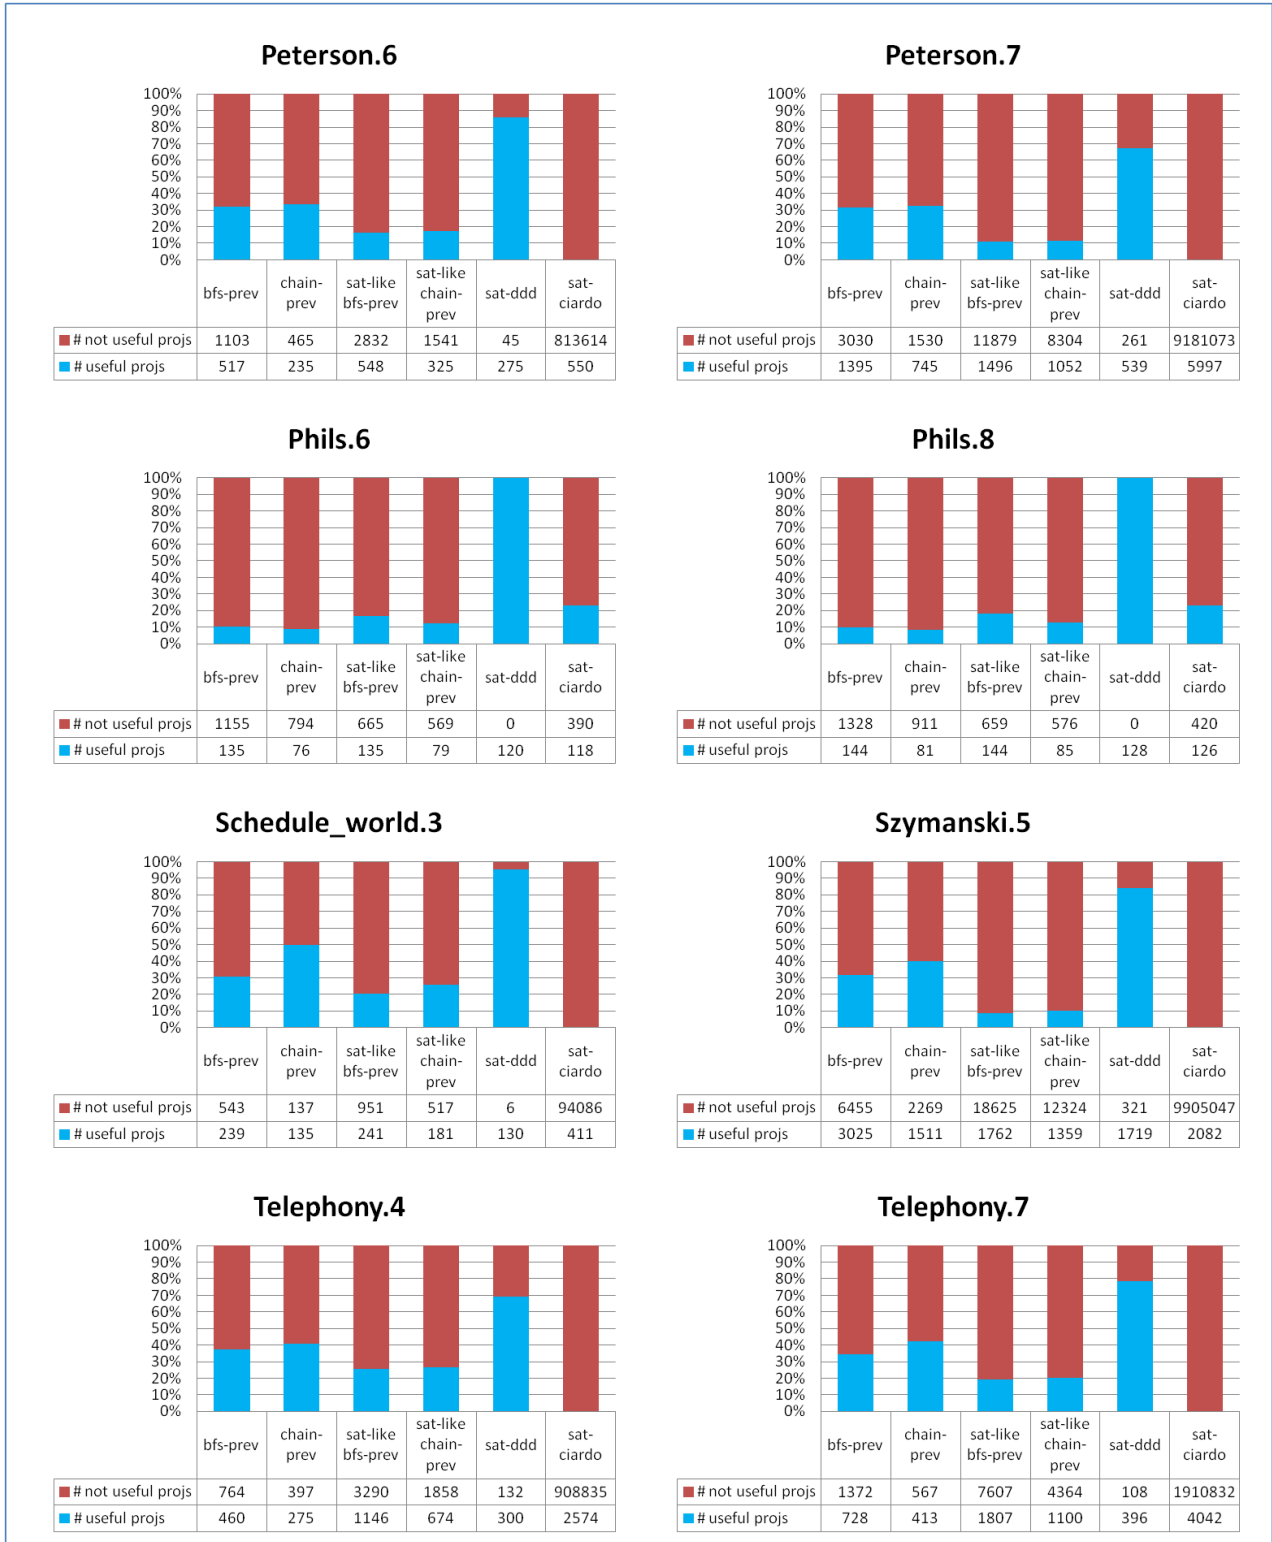 Peterson.6
100%
90%
80%
70%
60%
50%
40%
30%
20%
10%
0%
bfs-prev chain-prev sat-like bfs-prev sat-like chain-prev sat-ddd sat-ciardo
# not useful projs 1103 465 2832 1541 45 813614
# useful projs 517 235 548 325 275 550
Peterson.7
100%
90%
80%
70%
60%
50%
40%
30%
20%
10%
0%
bfs-prev chain-prev sat-like bfs-prev sat-like chain-prev sat-ddd sat-ciardo
# not useful projs 3030 1530 11879 8304 261 9181073
# useful projs 1395 745 1496 1052 539 5997
Phils.6
100%
90%
80%
70%
60%
50%
40%
30%
20%
10%
0%
bfs-prev chain-prev sat-like bfs-prev sat-like chain-prev sat-ddd sat-ciardo
# not useful projs 1155 794 665 569 0 390
# useful projs 135 76 135 79 120 118
Phils.8
100%
90%
80%
70%
60%
50%
40%
30%
20%
10%
0%
bfs-prev chain-prev sat-like bfs-prev sat-like chain-prev sat-ddd sat-ciardo
# not useful projs 1328 911 659 576 0 420
# useful projs 144 81 144 85 128 126
Schedule_world.3
100%
90%
80%
70%
60%
50%
40%
30%
20%
10%
0%
bfs-prev chain-prev sat-like bfs-prev sat-like chain-prev sat-ddd sat-ciardo
# not useful projs 543 137 951 517 6 94086
# useful projs 239 135 241 181 130 411
Szymanski.5
100%
90%
80%
70%
60%
50%
40%
30%
20%
10%
0%
bfs-prev chain-prev sat-like bfs-prev sat-like chain-prev sat-ddd sat-ciardo
# not useful projs 6455 2269 18625 12324 321 9905047
# useful projs 3025 1511 1762 1359 1719 2082
Telephony.4
100%
90%
80%
70%
60%
50%
40%
30%
20%
10%
0%
bfs-prev chain-prev sat-like bfs-prev sat-like chain-prev sat-ddd sat-ciardo
# not useful projs 764 397 3290 1858 132 908835
# useful projs 460 275 1146 674 300 2574
Telephony.7
100%
90%
80%
70%
60%
50%
40%
30%
20%
10%
0%
bfs-prev chain-prev sat-like bfs-prev sat-like chain-prev sat-ddd sat-ciardo
# not useful projs 1372 567 7607 4364 108 1910832
# useful projs 728 413 1807 1100 396 4042